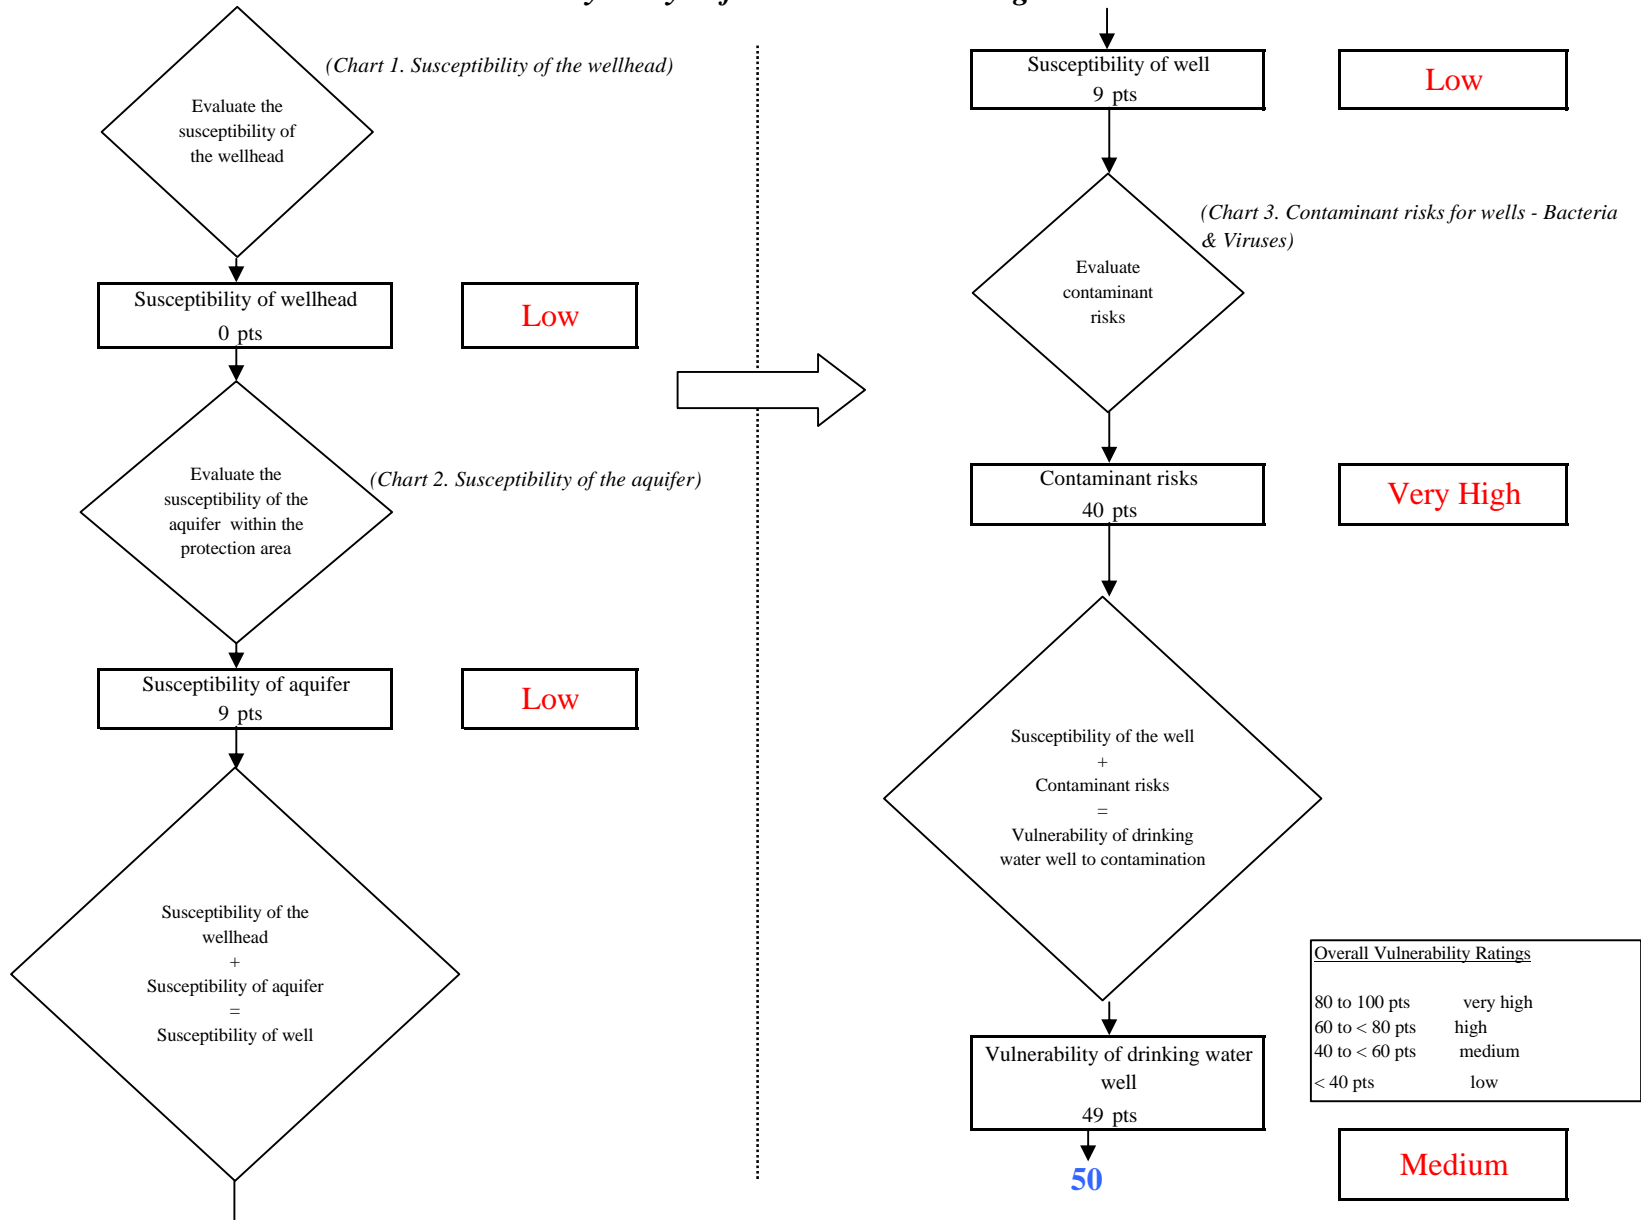 (Chart 1. Susceptibility of the wellhead)
Evaluate the
susceptibility of
the wellhead
Susceptibility of wellhead
0 pts
Low
Evaluate the
susceptibility of the
aquifer within the
protection area
(Chart 2. Susceptibility of the aquifer)
Susceptibility of aquifer
9 pts
Low
Susceptibility of the
wellhead
+
Susceptibility of aquifer
=
Susceptibility of well
Susceptibility of well
9 pts
Low
(Chart 3. Contaminant risks for wells - Bacteria
& Viruses)
Evaluate
contaminant
risks
Contaminant risks
40 pts
Very High
Susceptibility of the well
+
Contaminant risks
=
Vulnerability of drinking
water well to contamination
Overall Vulnerability Ratings
80 to 100 pts very high
60 to < 80 pts high
40 to < 60 pts medium
< 40 pts low
Vulnerability of drinking water
well
49 pts
50
Medium